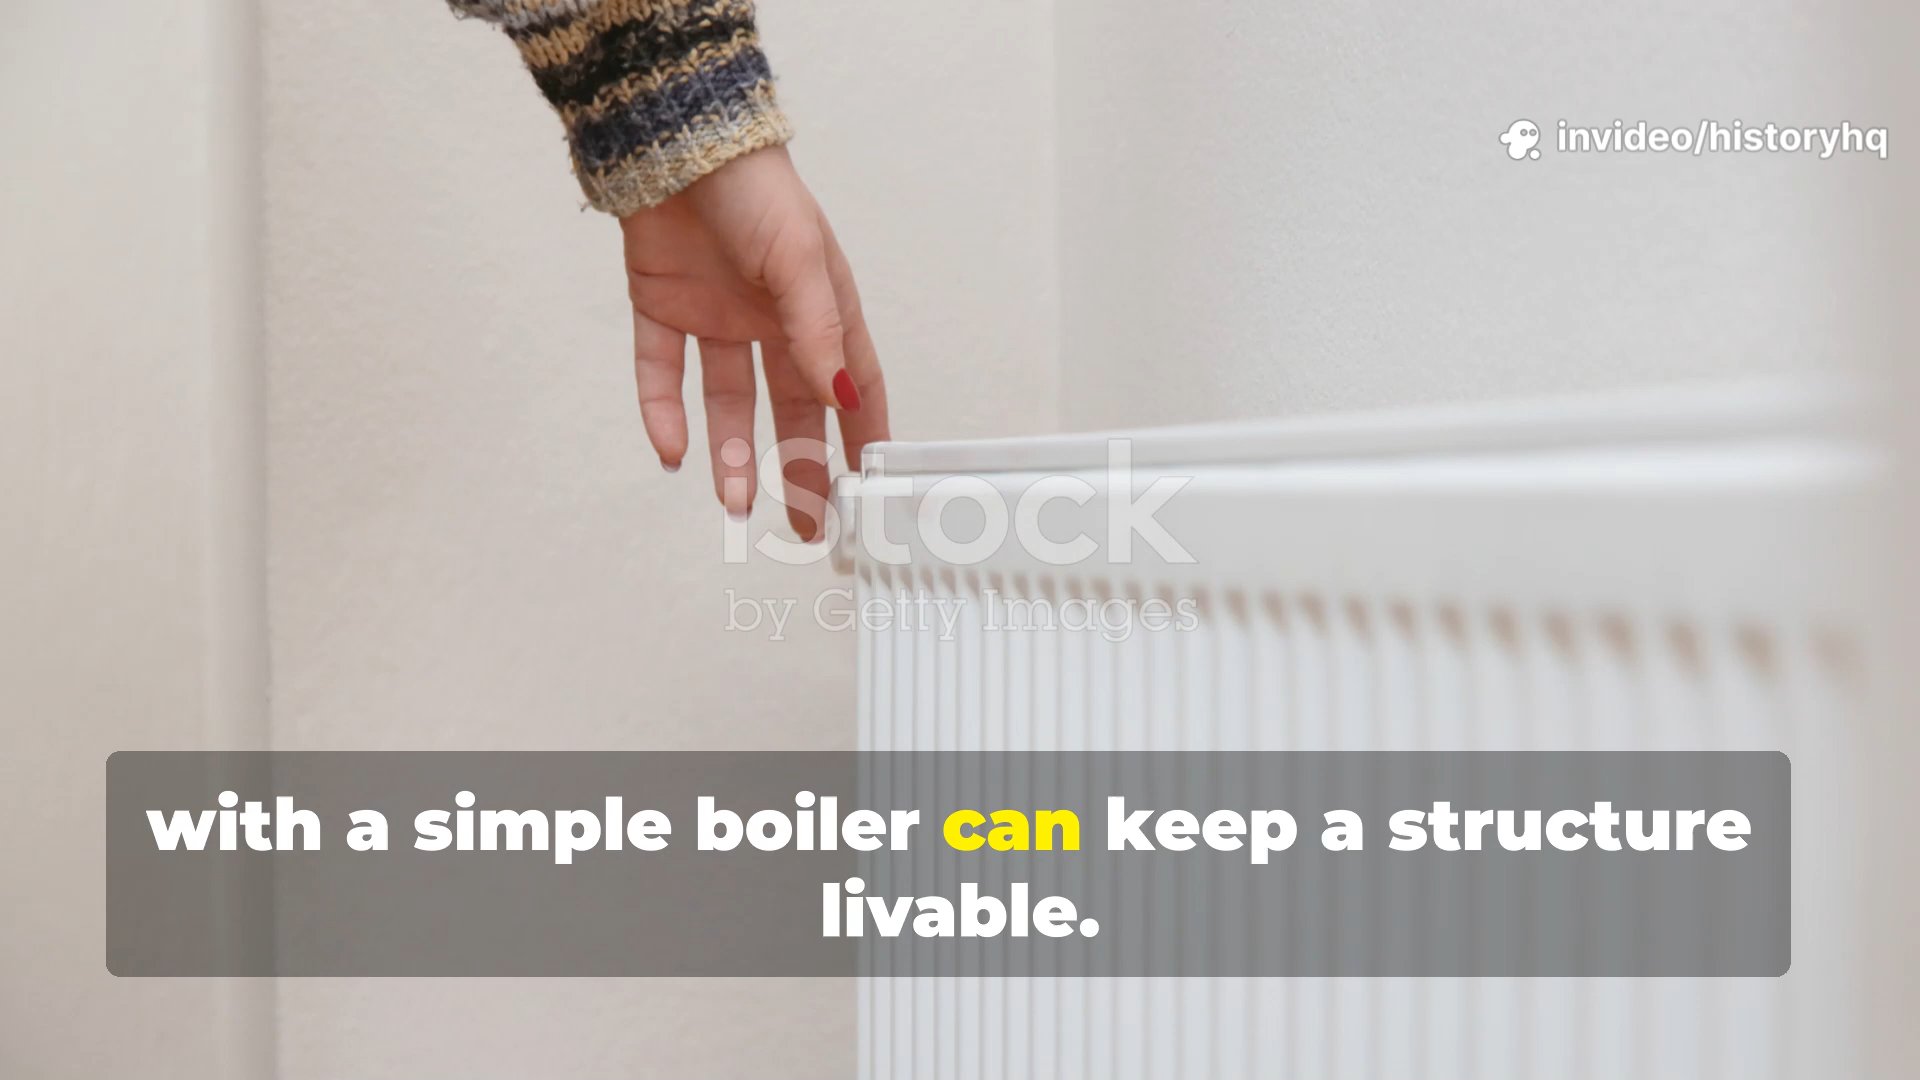 invideo/historyhq
iStock
by Getty Images
with a simple boiler can keep a structure
livable.